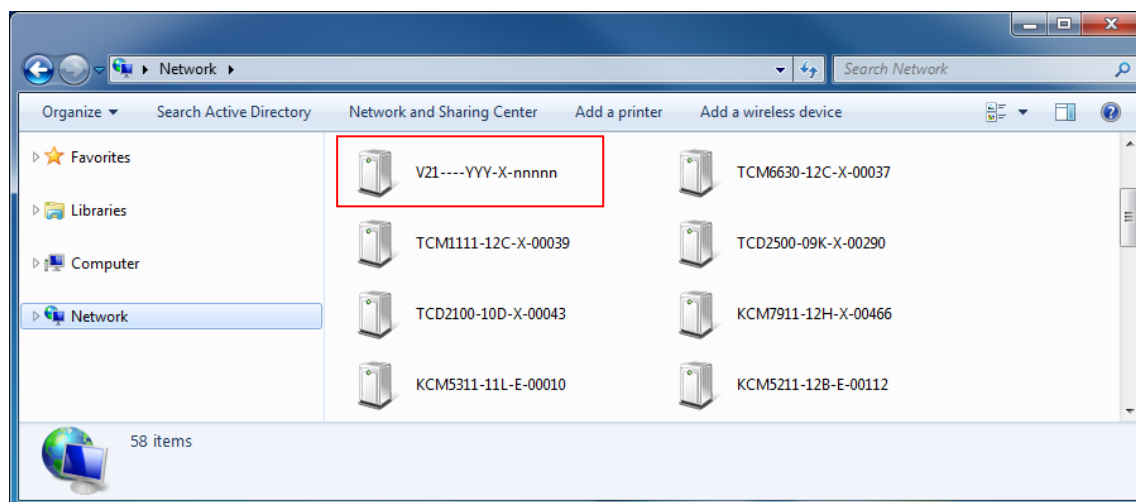 Network
Search Network
Organize Search Active Directory Network and Sharing Center Add a printer Add a wireless device
Favorites
Libraries
Computer
Network
V21----YYY-X-nnnnn
TCM6630-12C-X-00037
TCM1111-12C-X-00039
TCD2500-09K-X-00290
TCD2100-10D-X-00043
KCM7911-12H-X-00466
KCM5311-11L-E-00010
KCM5211-12B-E-00112
58 items